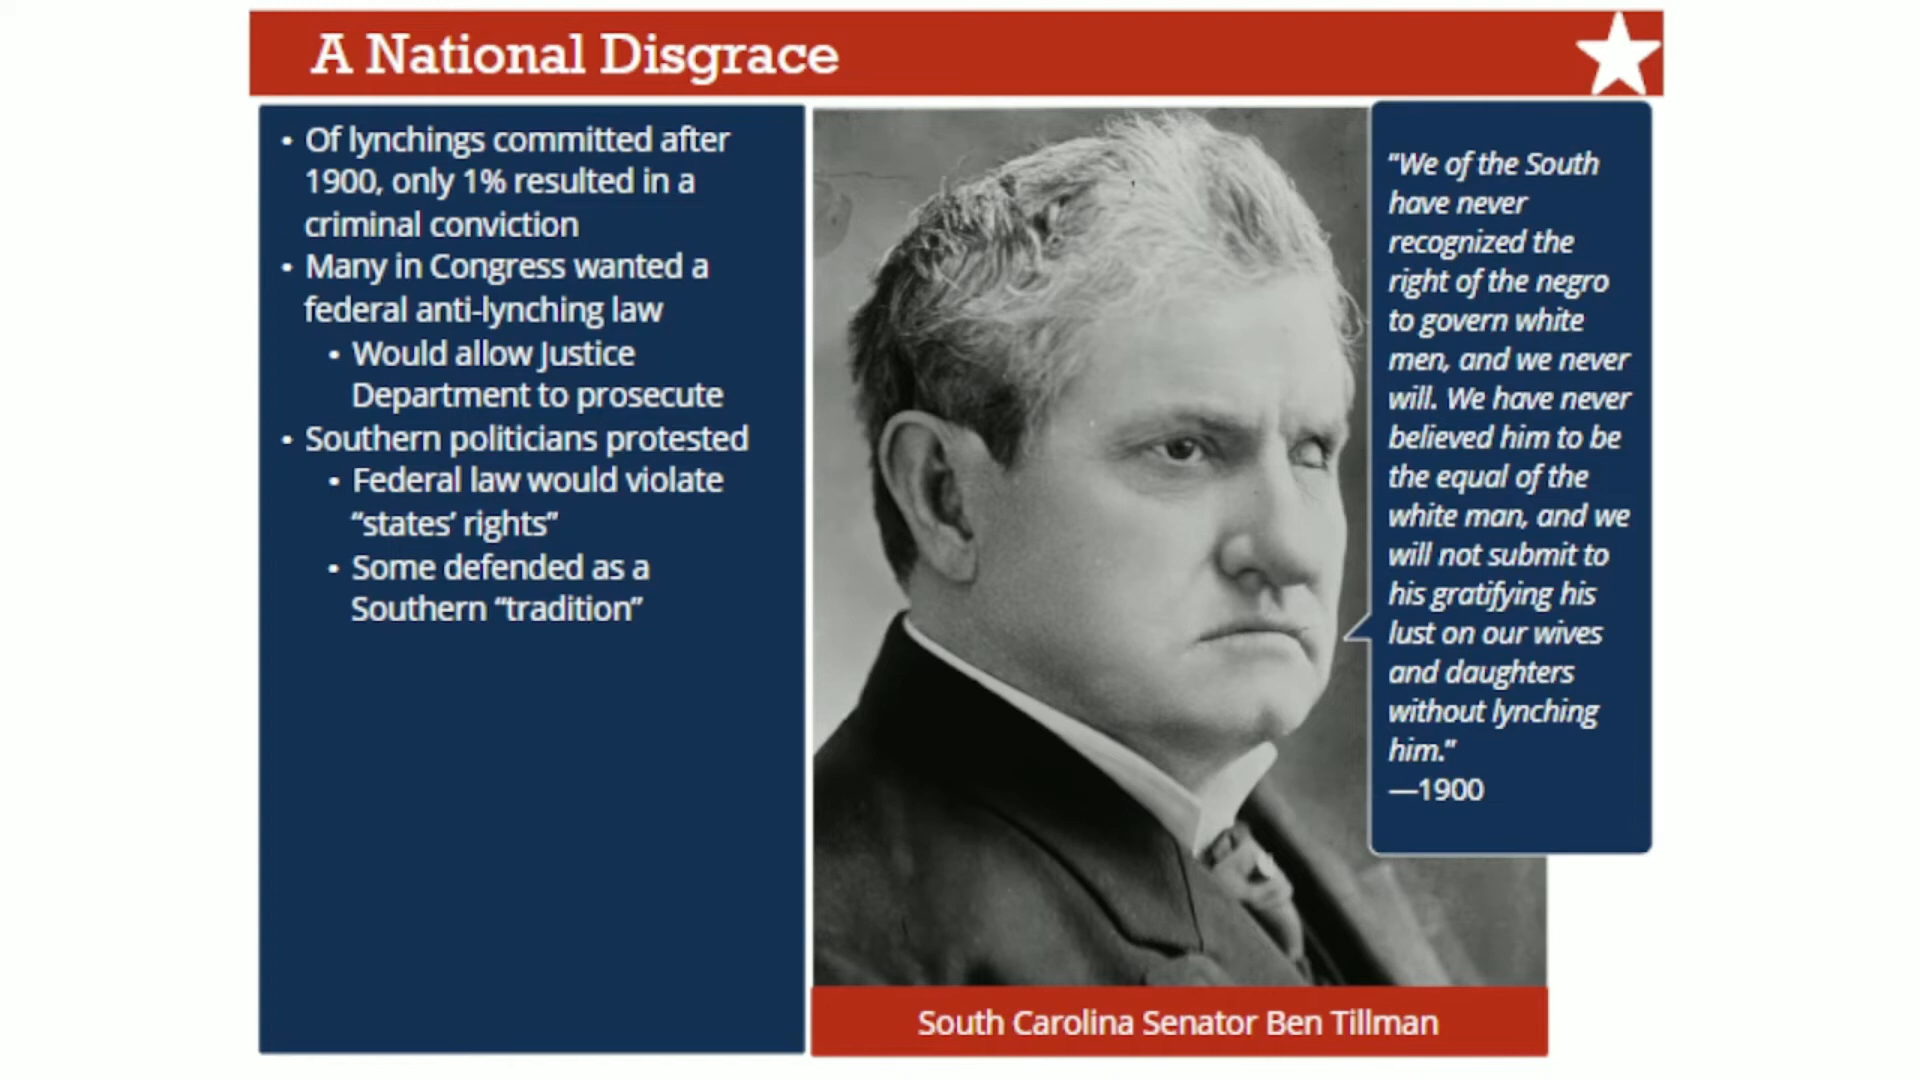 A National Disgrace
• Of lynchings committed after
1900, only 1% resulted in a
criminal conviction
• Many in Congress wanted a
federal anti-lynching law
• Would allow Justice
Department to prosecute
• Southern politicians protested
• Federal law would violate
“states’ rights”
• Some defended as a
Southern “tradition”
“We of the South
have never
recognized the
right of the negro
to govern white
men, and we never
will. We have never
believed him to be
the equal of the
white man, and we
will not submit to
his gratifying his
lust on our wives
and daughters
without lynching
him.”
—1900
South Carolina Senator Ben Tillman